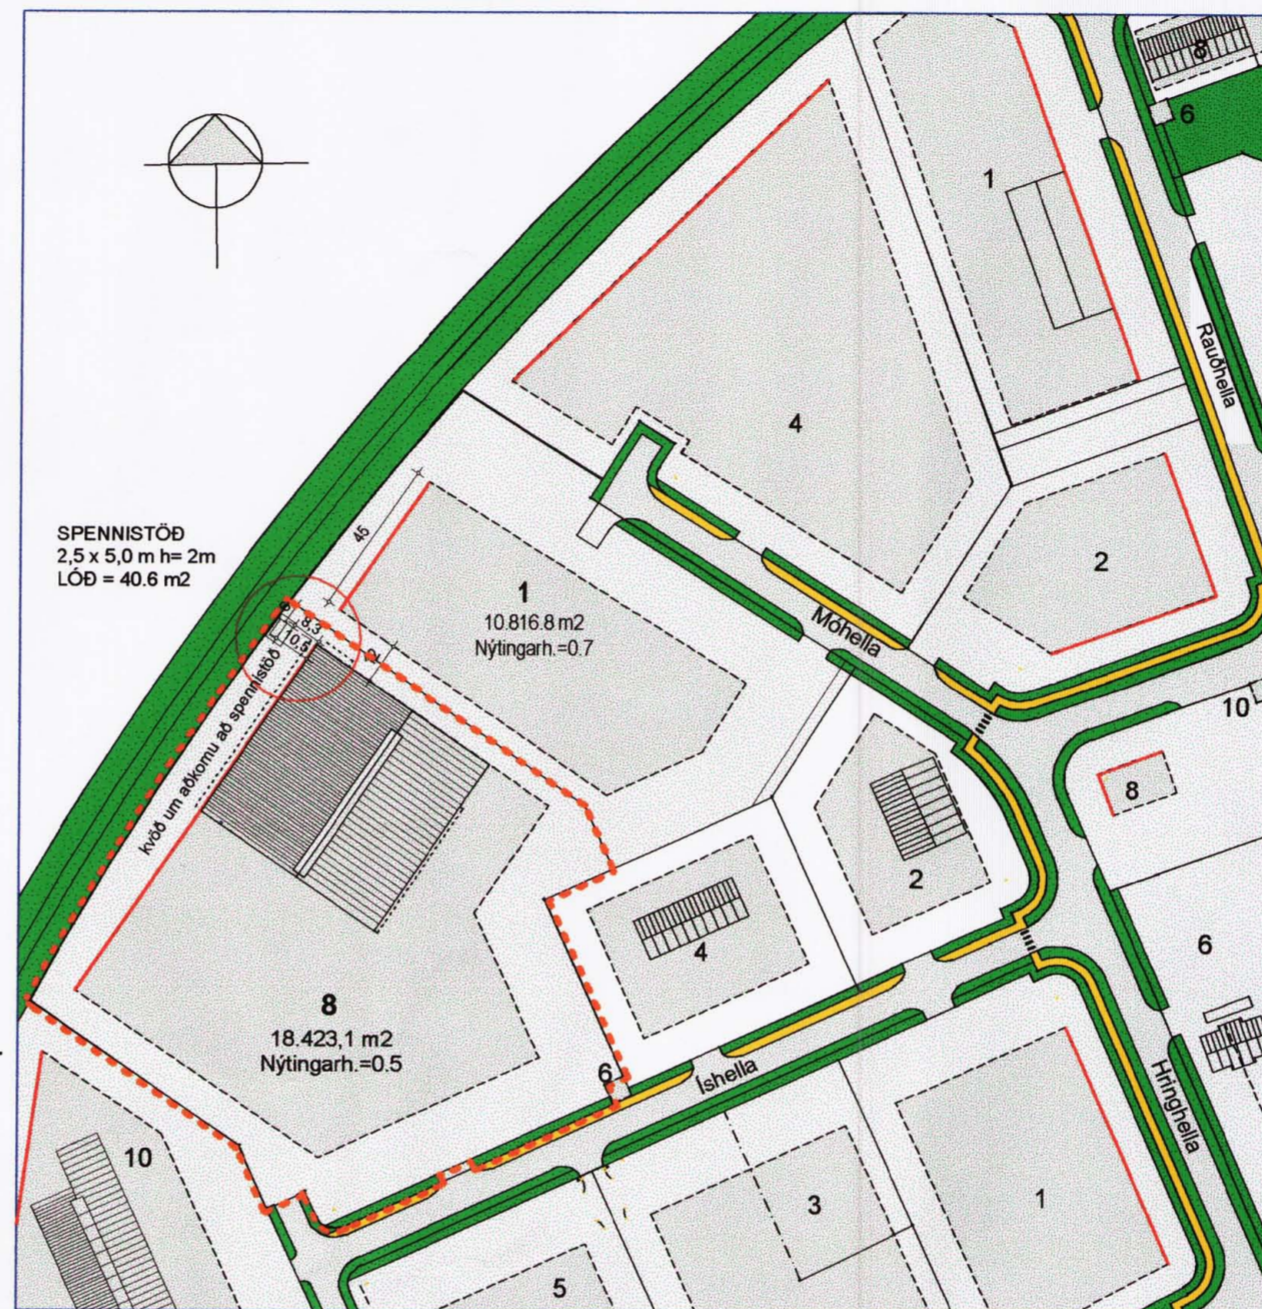 8
6
1
Rauðhella
4
SPENNISTÖÐ
2,5 x 5,0 m h= 2m
LÓÐ = 40.6 m2
45
2
1
10.816.8 m2
Nýtingarh.=0.7
8.3
10.5
12
Móhella
kvöð um aðkomu að spennistöð
10
8
2
4
6
8
18.423,1 m2
Nýtingarh.=0.5
6
Íshella
Hringhella
10
3
1
5